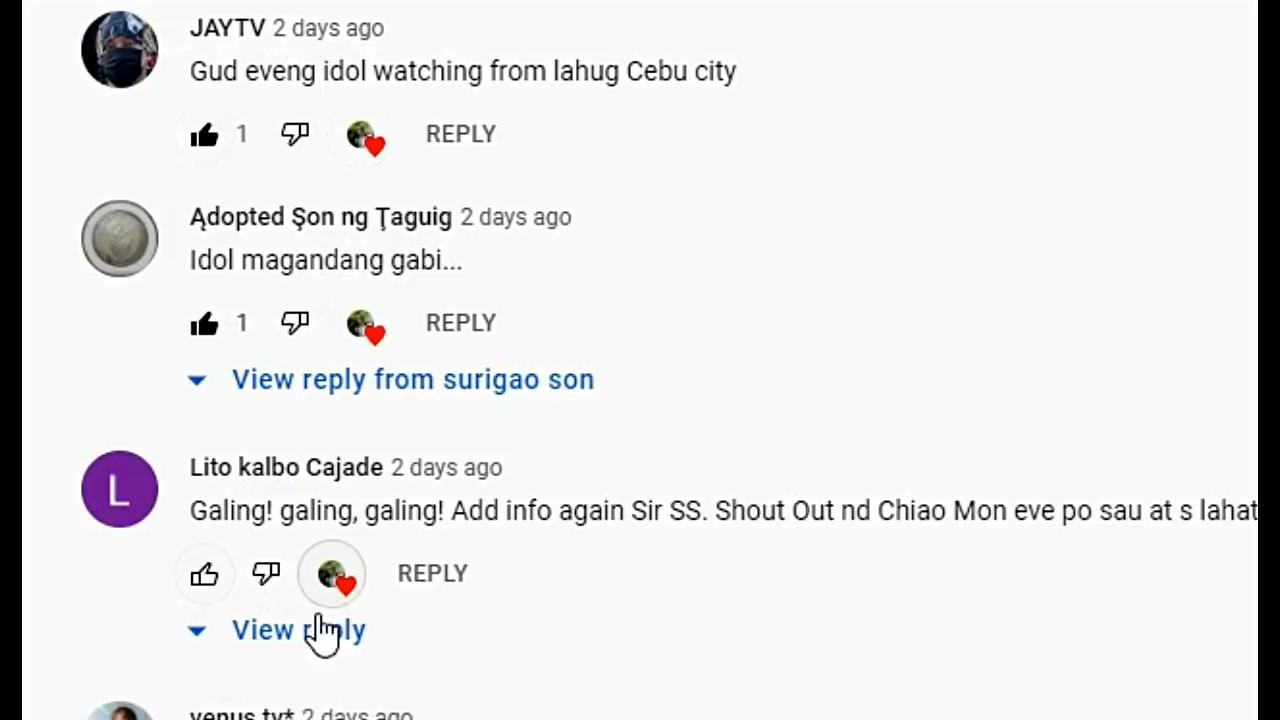 JAYTV 2 days ago
Gud eveng idol watching from lahug Cebu city
1 REPLY
Ądopted Şon ng Ţaguig 2 days ago
Idol magandang gabi...
1 REPLY
View reply from surigao son
L
Lito kalbo Cajade 2 days ago
Galing! galing, galing! Add info again Sir SS. Shout Out nd Chiao Mon eve po sau at s lahat
REPLY
View reply
venus tv* 2 days ago